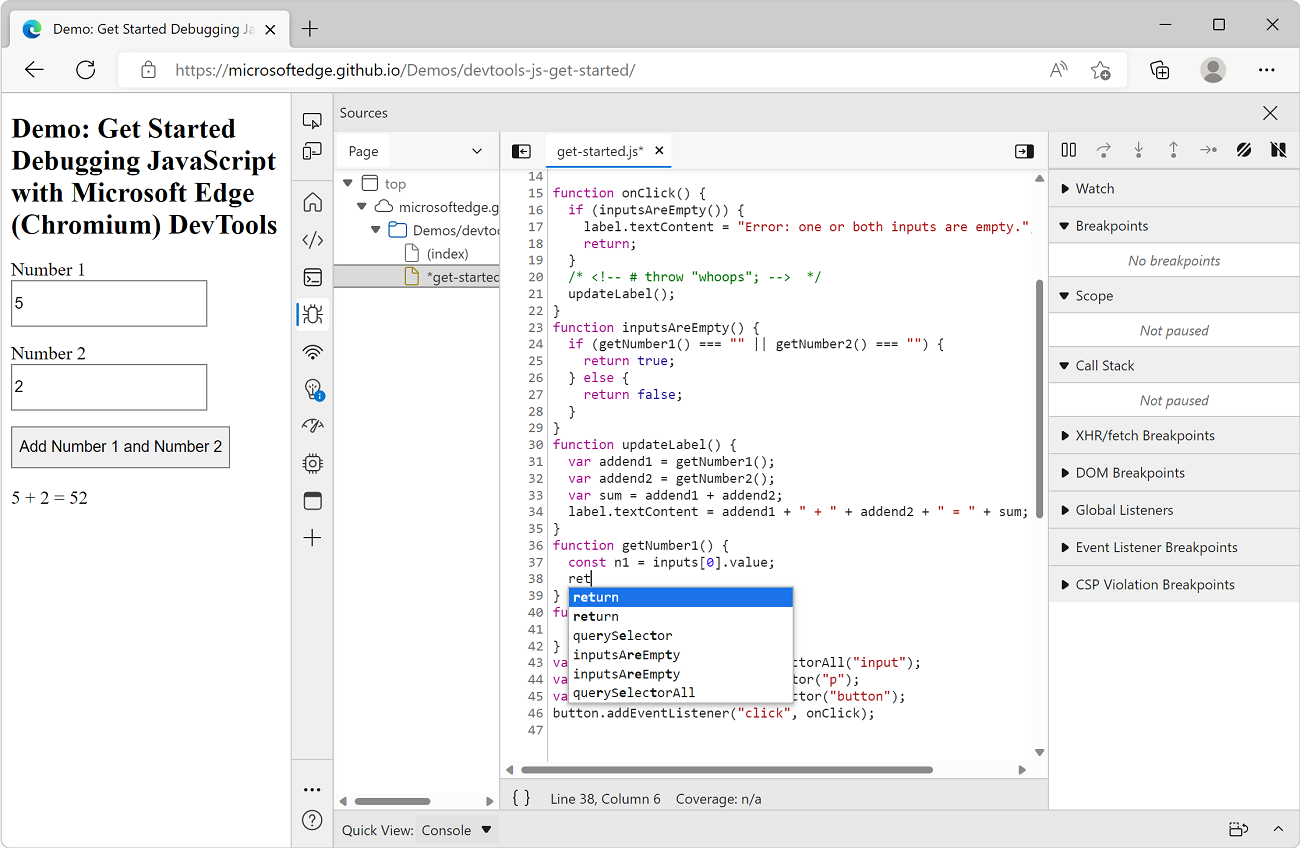 Demo: Get Started Debugging Ja
https://microsoftedge.github.io/Demos/devtools-js-get-started/
Demo: Get Started
Debugging JavaScript
with Microsoft Edge
(Chromium) DevTools
Number 1
5
Number 2
2
Add Number 1 and Number 2
5 + 2 = 52
Sources
Page
top
microsoftedge.g
Demos/devto
(index)
*get-started
get-started.js*
14
15 function onClick() {
16 if (inputsAreEmpty()) {
17 label.textContent = "Error: one or both inputs are empty."
18 return;
19 }
20 /* <!-- # throw "whoops"; --> */
21 updateLabel();
22 }
23 function inputsAreEmpty() {
24 if (getNumber1() === "" || getNumber2() === "") {
25 return true;
26 } else {
27 return false;
28 }
29 }
30 function updateLabel() {
31 var addend1 = getNumber1();
32 var addend2 = getNumber2();
33 var sum = addend1 + addend2;
34 label.textContent = addend1 + " + " + addend2 + " = " + sum;
35 }
36 function getNumber1() {
37 const n1 = inputs[0].value;
38 ret
39 }
40 fu
41
42 }
43 va ctorAll("input");
44 va tor("p");
45 va ctor("button");
46 button.addEventListener("click", onClick);
47
return
return
querySelector
inputsAreEmpty
inputsAreEmpty
querySelectorAll
{ } Line 38, Column 6 Coverage: n/a
Watch
Breakpoints
No breakpoints
Scope
Not paused
Call Stack
Not paused
XHR/fetch Breakpoints
DOM Breakpoints
Global Listeners
Event Listener Breakpoints
CSP Violation Breakpoints
Quick View: Console